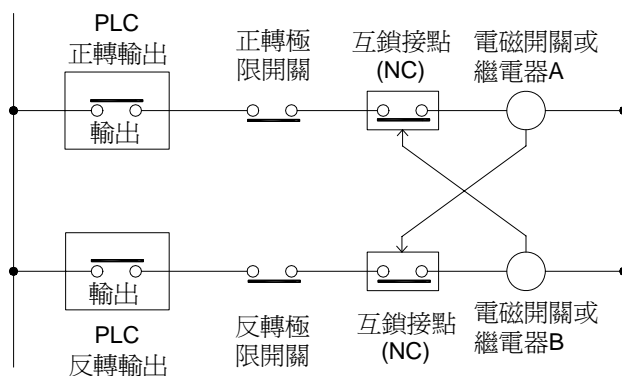 PLC
正轉輸出
正轉極
限開關
互鎖接點
(NC)
電磁開關或
繼電器A
輸出
輸出
PLC
反轉輸出
反轉極
限開關
互鎖接點
(NC)
電磁開關或
繼電器B